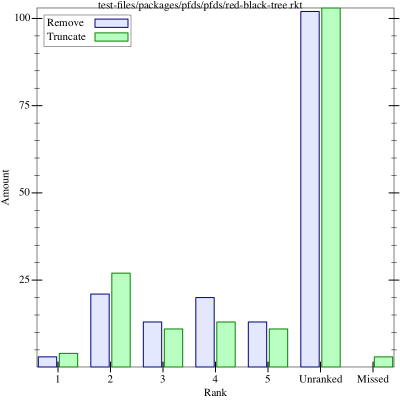 test-files/packages/pfds/pfds/red-black-tree.rkt
Remove
Truncate
100
75
50
25
Amount
1 2 3 4 5 Unranked Missed
Rank